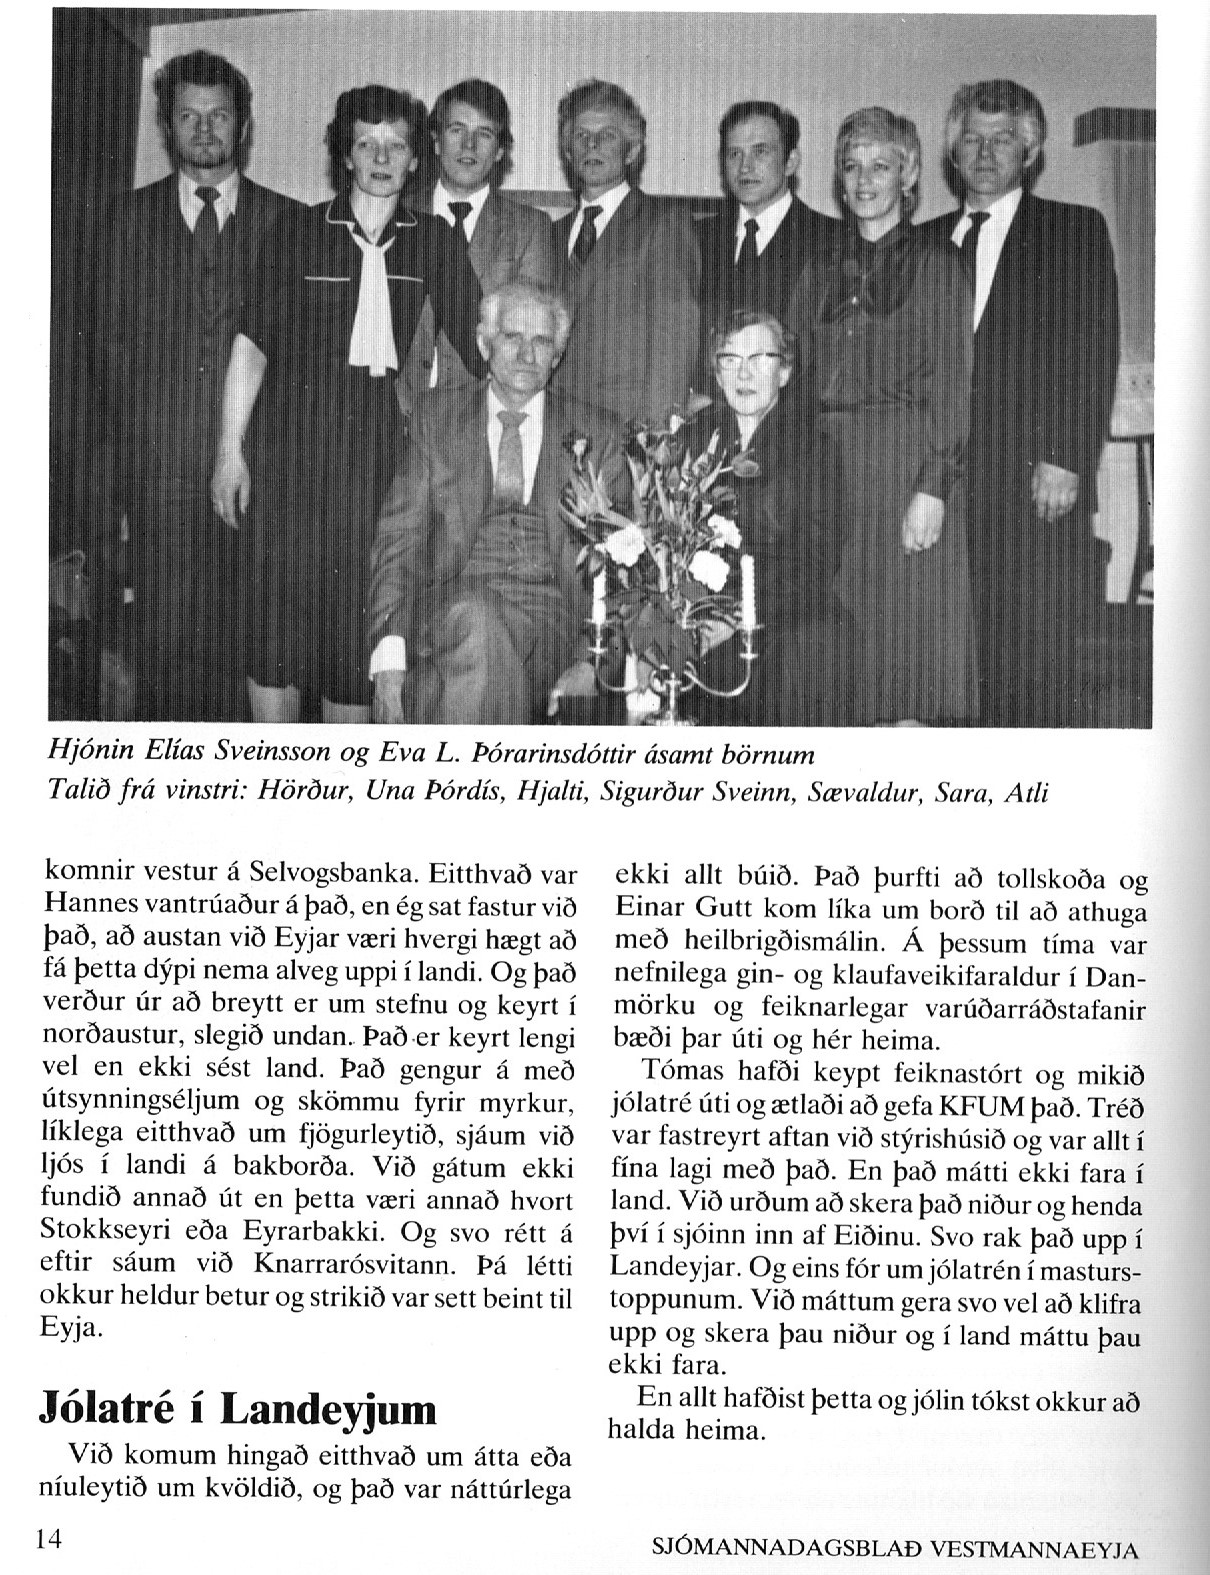 Hjónin Elías Sveinsson og Eva L. Þórarinsdóttir ásamt börnum
Talið frá vinstri: Hörður, Una Þórdís, Hjalti, Sigurður Sveinn, Sævaldur, Sara, Atli
komnir vestur á Selvogsbanka. Eitthvað var
Hannes vantrúaður á það, en ég sat fastur við
það, að austan við Eyjar væri hvergi hægt að
fá þetta dýpi nema alveg uppi í landi. Og það
verður úr að breytt er um stefnu og keyrt í
norðaustur, slegið undan. Það er keyrt lengi
vel en ekki sést land. Það gengur á með
útsynningséljum og skömmu fyrir myrkur,
líklega eitthvað um fjögurleytið, sjáum við
ljós í landi á bakborða. Við gátum ekki
fundið annað út en þetta væri annað hvort
Stokkseyri eða Eyrarbakki. Og svo rétt á
eftir sáum við Knarrarósvitann. Þá létti
okkur heldur betur og strikið var sett beint til
Eyja.
Jólatré í Landeyjum
Við komum hingað eitthvað um átta eða
níuleytið um kvöldið, og það var náttúrlega
ekki allt búið. Það þurfti að tollskoða og
Einar Gutt kom líka um borð til að athuga
með heilbrigðismálin. Á þessum tíma var
nefnilega gin- og klaufaveikifaraldur í Dan-
mörku og feiknarlegar varúðarráðstafanir
bæði þar úti og hér heima.
Tómas hafði keypt feiknastórt og mikið
jólatré úti og ætlaði að gefa KFUM það. Tréð
var fastreyrt aftan við stýrishúsið og var allt í
fína lagi með það. En það mátti ekki fara í
land. Við urðum að skera það niður og henda
því í sjóinn inn af Eiðinu. Svo rak það upp í
Landeyjar. Og eins fór um jólatrén í masturs-
toppunum. Við máttum gera svo vel að klifra
upp og skera þau niður og í land máttu þau
ekki fara.
En allt hafðist þetta og jólin tókst okkur að
halda heima.
14
SJÓMANNADAGSBLAÐ VESTMANNAEYJA